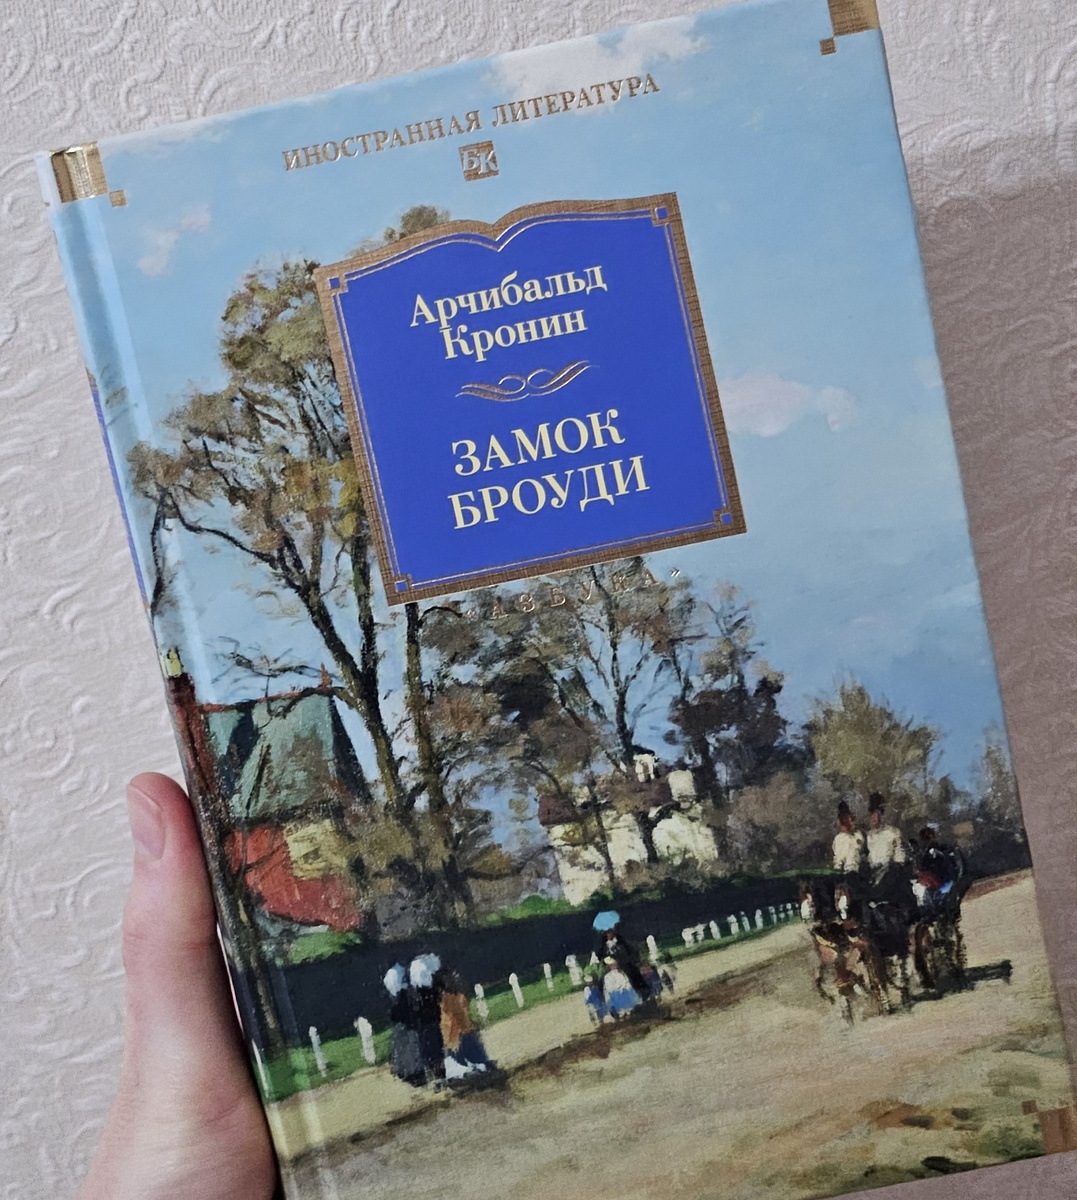 ИНОСТРАННАЯ ЛИТЕРАТУРА
БК
Арчибальд
Кронин
ЗАМОК
БРОУДИ
«АЗБУКА»